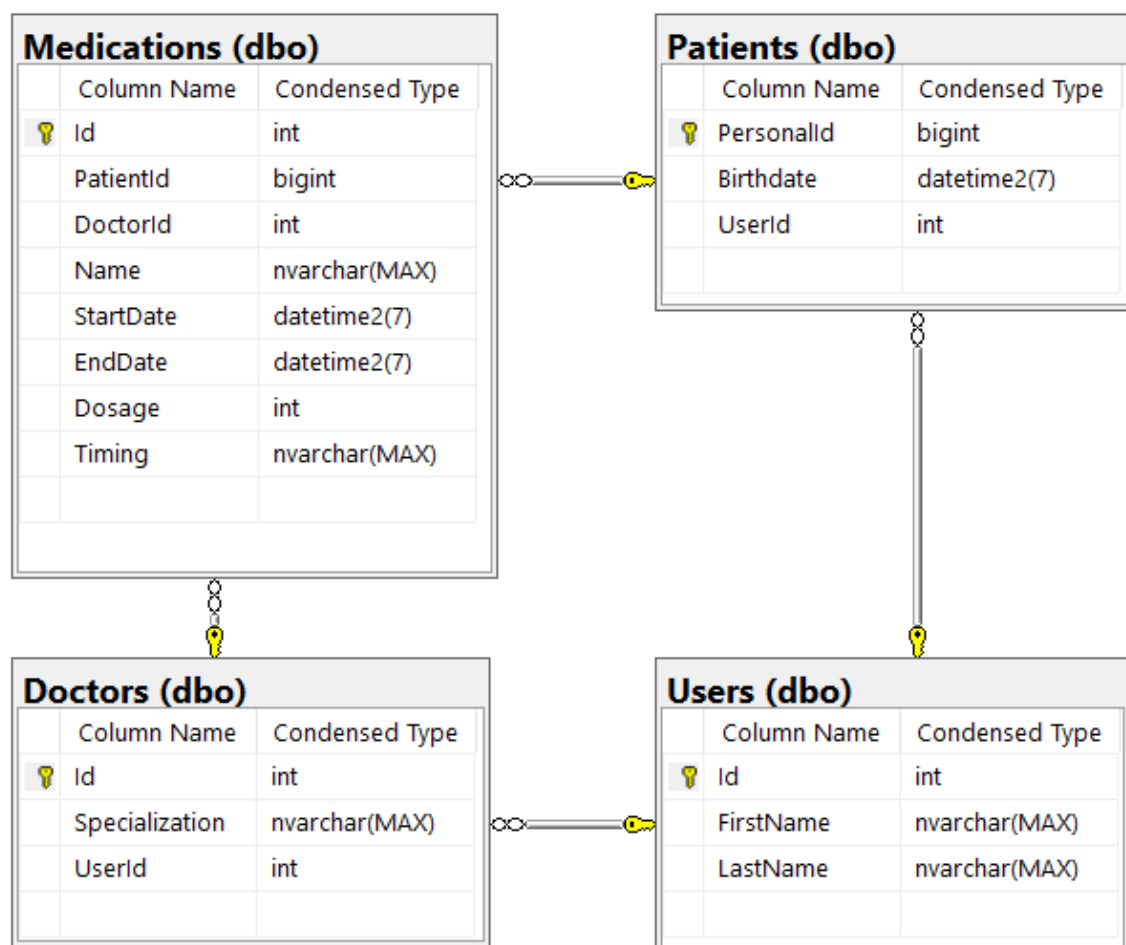 Medications (dbo)
Column Name Condensed Type
Id int
PatientId bigint
DoctorId int
Name nvarchar(MAX)
StartDate datetime2(7)
EndDate datetime2(7)
Dosage int
Timing nvarchar(MAX)
Patients (dbo)
Column Name Condensed Type
PersonalId bigint
Birthdate datetime2(7)
UserId int
Doctors (dbo)
Column Name Condensed Type
Id int
Specialization nvarchar(MAX)
UserId int
Users (dbo)
Column Name Condensed Type
Id int
FirstName nvarchar(MAX)
LastName nvarchar(MAX)